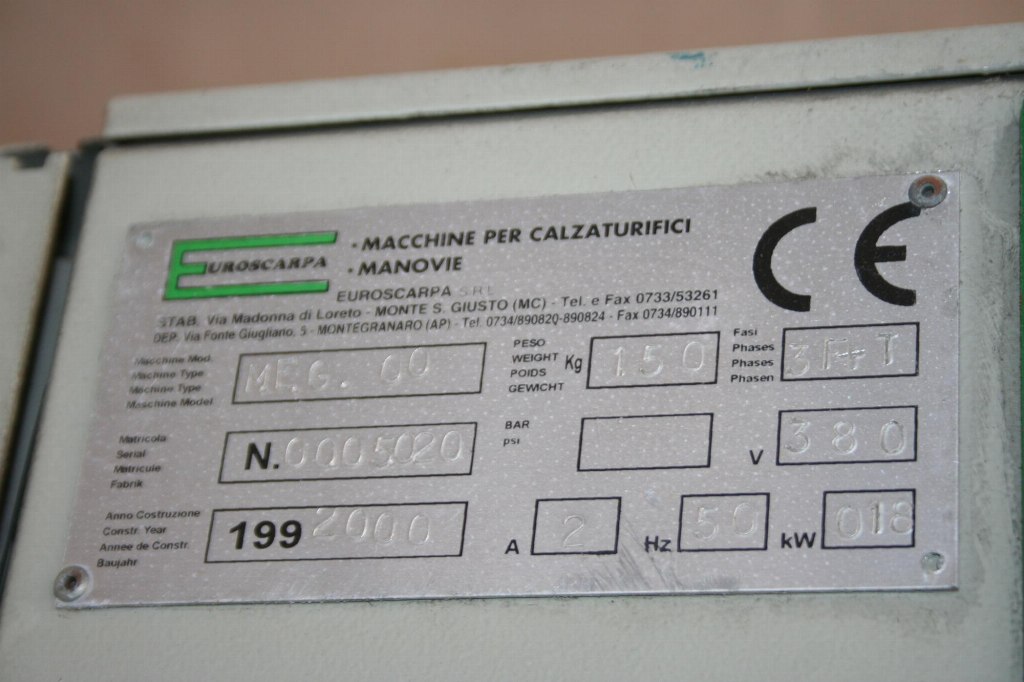 EUROSCARPA
· MACCHINE PER CALZATURIFICI
· MANOVIE
EUROSCARPA S.R.L.
STAB. Via Madonna di Loreto - MONTE S. GIUSTO (MC) - Tel. e Fax 0733/53261
DEP. Via Fonte Giugliano, 5 - MONTEGRANARO (AP) - Tel. 0734/890820-890824 - Fax 0734/890111
CE
Macchine Mod.
Machine Type
Machine Type
Maschine Model
MEG. 00
PESO
WEIGHT
POIDS
GEWICHT
Kg
150
Fasi
Phases
Phases
Phasen
3F+T
Matricola
Serial
Matricule
Fabrik
N. 0005020
BAR
psi
V
380
Anno Costruzione
Constr. Year
Année de Constr.
Baujahr
199 2000
A
2
Hz
50
kW
018